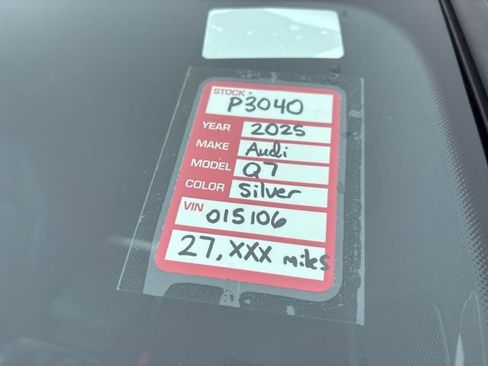 STOCK #
P3040
YEAR 2025
MAKE Audi
MODEL Q7
COLOR Silver
VIN 015106
27,XXX miles